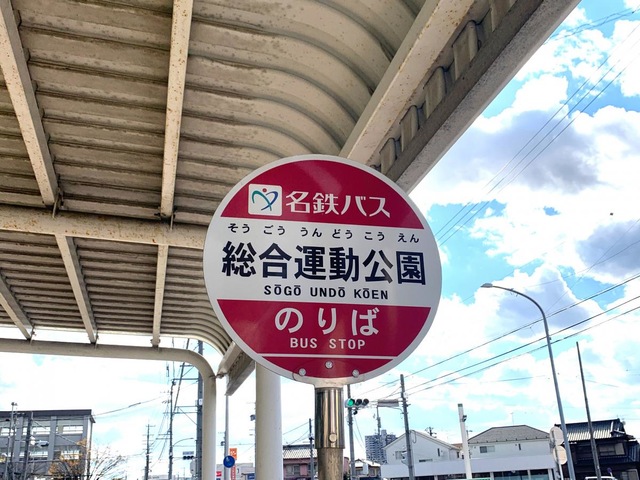 名鉄バス
そう ごう うん どう こう えん
総合運動公園
SŌGŌ UNDŌ KŌEN
のりば
BUS STOP